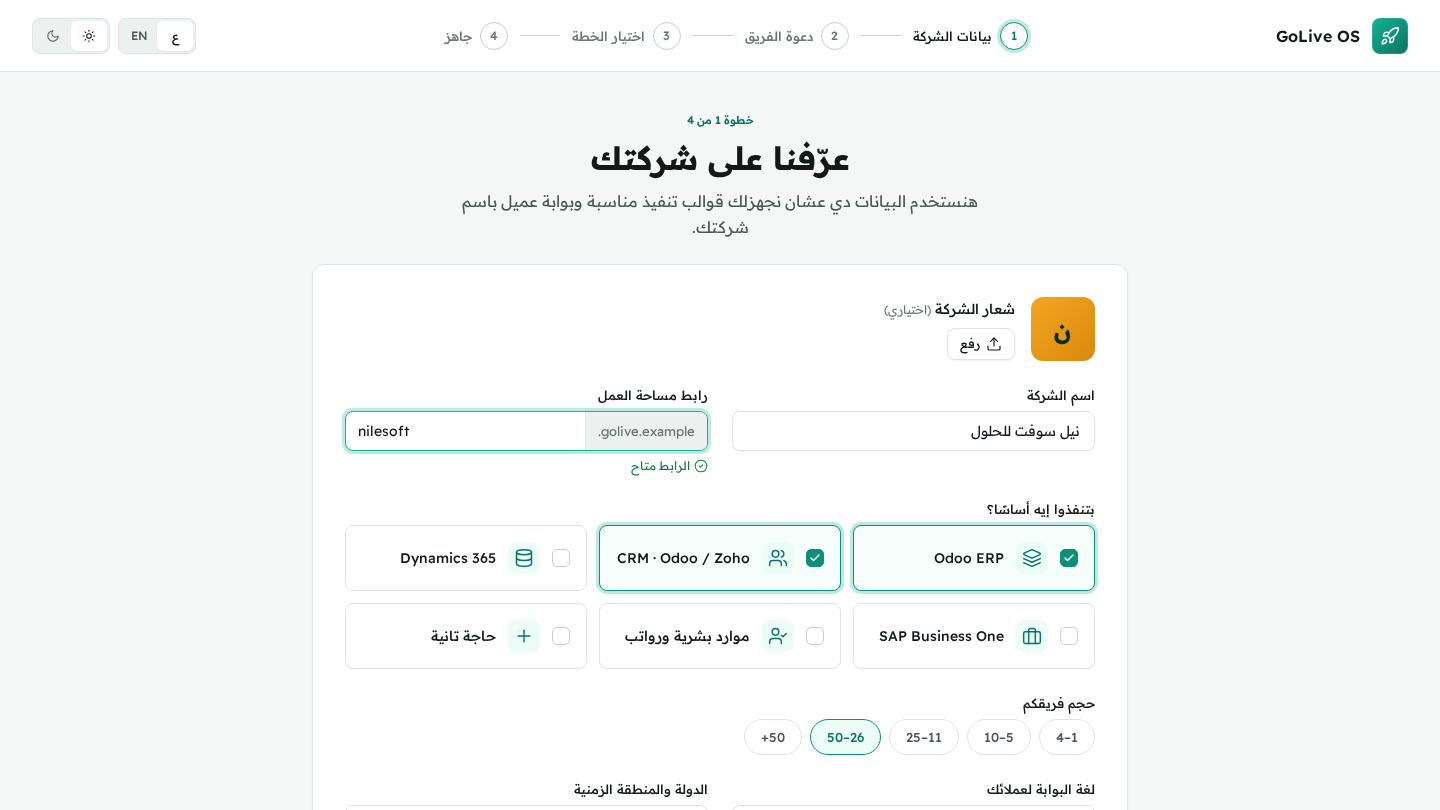 GoLive OS
1 بيانات الشركة
2 دعوة الفريق
3 اختيار الخطة
4 جاهز
ع EN
خطوة 1 من 4
عرّفنا على شركتك
هنستخدم البيانات دي عشان نجهزلك قوالب تنفيذ مناسبة وبوابة عميل باسم
شركتك.
ن
شعار الشركة (اختياري)
رفع
اسم الشركة
نيل سوفت للحلول
رابط مساحة العمل
nilesoft .golive.example
الرابط متاح
بتنفذوا إيه أساسًا؟
Odoo ERP
CRM · Odoo / Zoho
Dynamics 365
SAP Business One
موارد بشرية ورواتب
حاجة تانية
حجم فريقكم
1–4
5–10
11–25
26–50
50+
لغة البوابة لعملائك
الدولة والمنطقة الزمنية